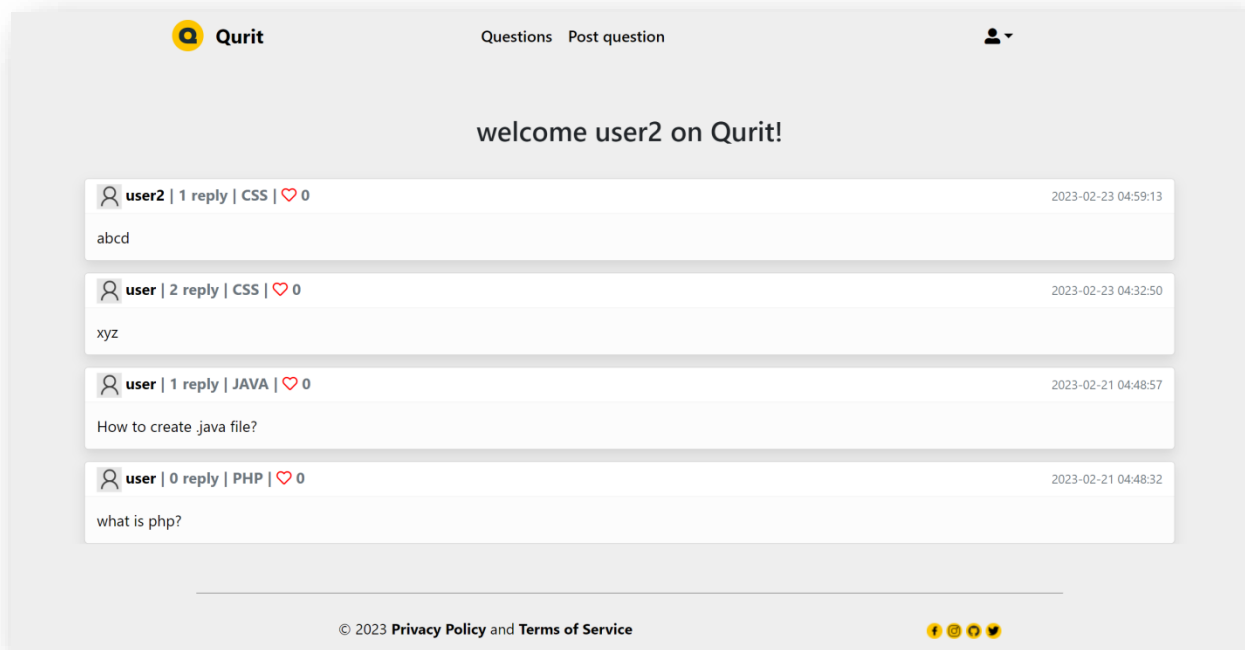 Qurit Questions Post question
welcome user2 on Qurit!
user2 | 1 reply | CSS | 0 2023-02-23 04:59:13
abcd
user | 2 reply | CSS | 0 2023-02-23 04:32:50
xyz
user | 1 reply | JAVA | 0 2023-02-21 04:48:57
How to create .java file?
user | 0 reply | PHP | 0 2023-02-21 04:48:32
what is php?
© 2023 Privacy Policy and Terms of Service